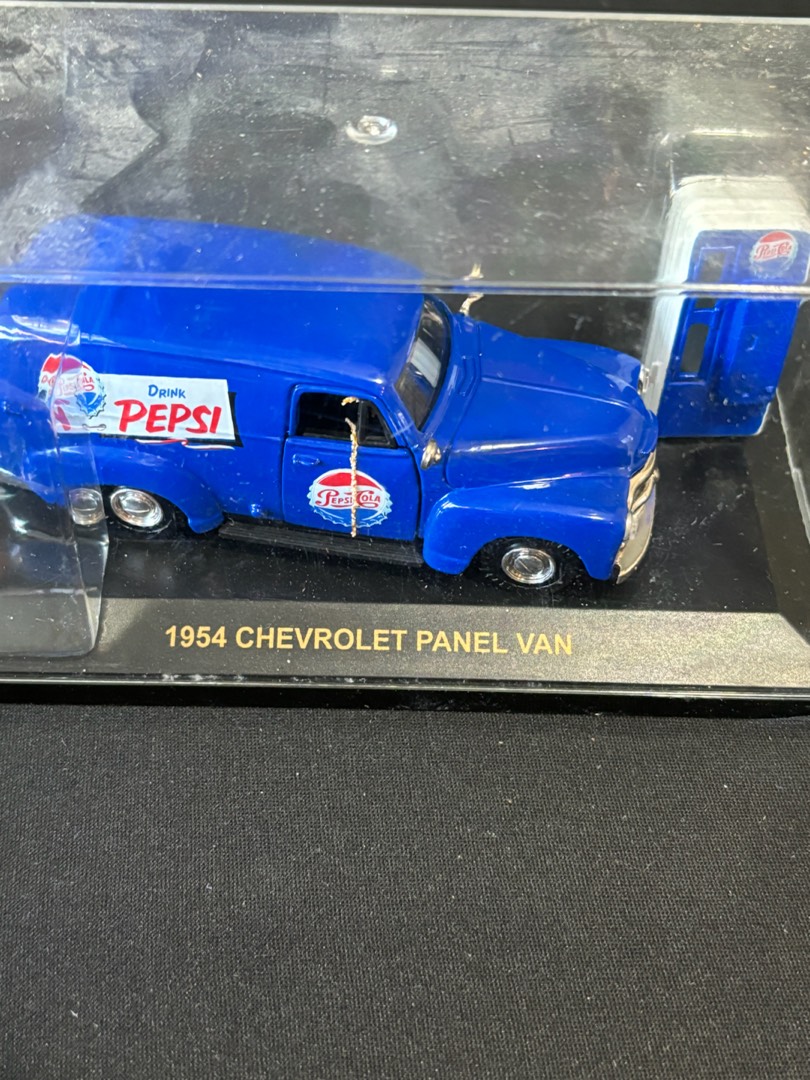 Pepsi-Cola
DRINK
PEPSI
PEPSI-COLA
1954 CHEVROLET PANEL VAN